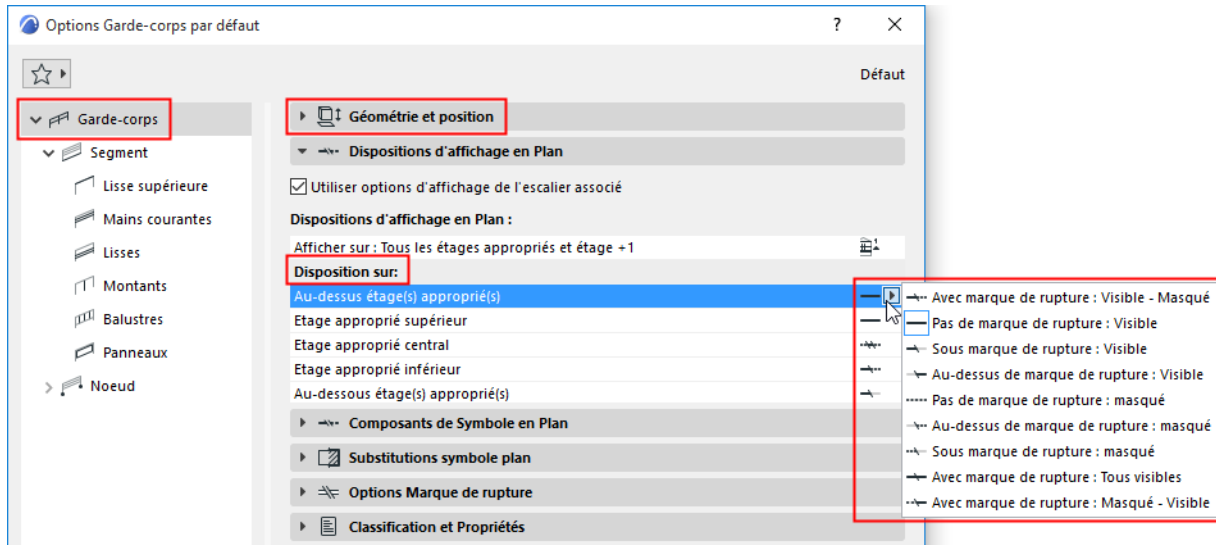 Options Garde-corps par défaut
?
Défaut
Garde-corps
Segment
Lisse supérieure
Mains courantes
Lisses
Montants
Balustres
Panneaux
Noeud
Géométrie et position
Dispositions d'affichage en Plan
Utiliser options d'affichage de l'escalier associé
Dispositions d'affichage en Plan :
Afficher sur : Tous les étages appropriés et étage +1
Disposition sur:
Au-dessus étage(s) approprié(s)
Etage approprié supérieur
Etage approprié central
Etage approprié inférieur
Au-dessous étage(s) approprié(s)
Composants de Symbole en Plan
Substitutions symbole plan
Options Marque de rupture
Classification et Propriétés
Avec marque de rupture : Visible - Masqué
Pas de marque de rupture : Visible
Sous marque de rupture : Visible
Au-dessus de marque de rupture : Visible
Pas de marque de rupture : masqué
Au-dessus de marque de rupture : masqué
Sous marque de rupture : masqué
Avec marque de rupture : Tous visibles
Avec marque de rupture : Masqué - Visible